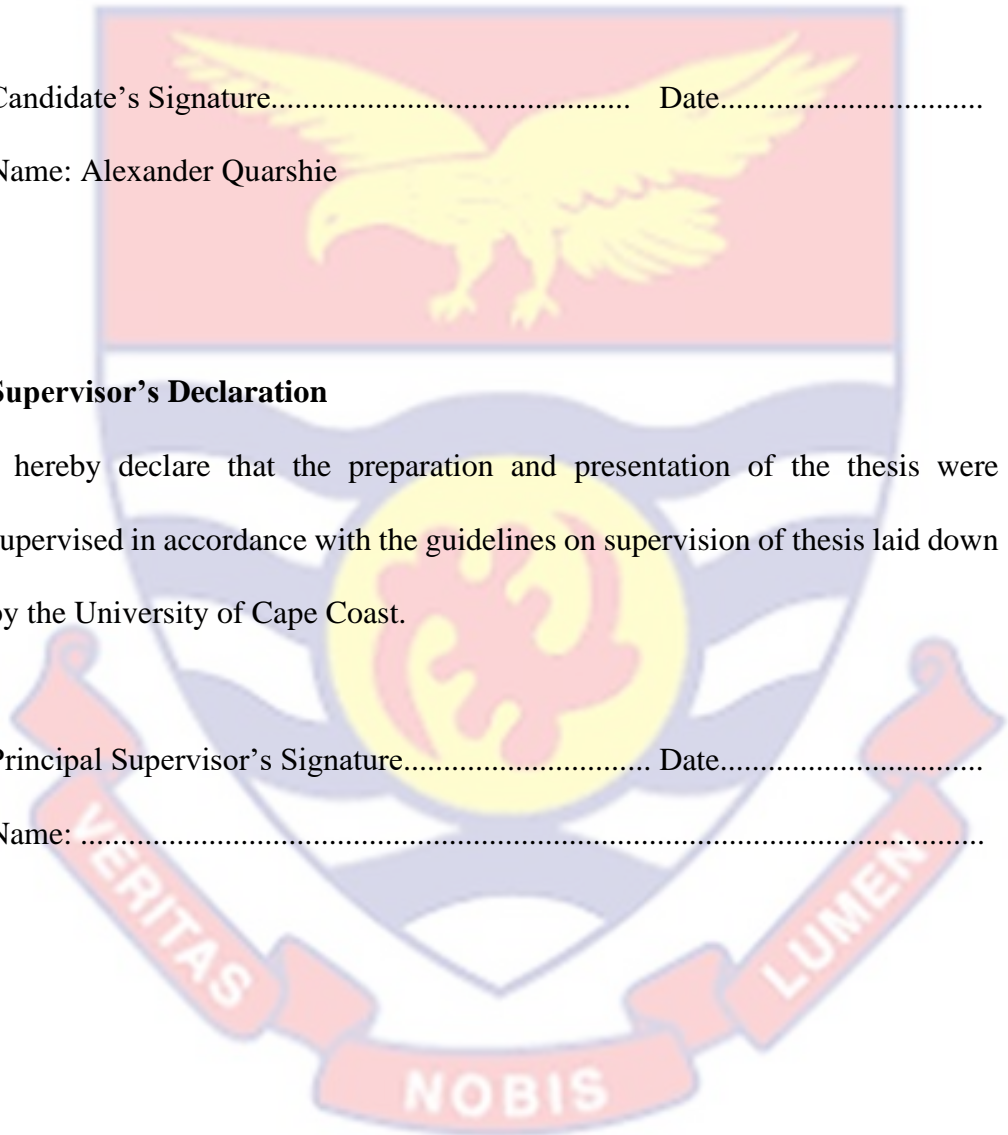 Candidate’s Signature............................................. Date.................................
Name: Alexander Quarshie
Supervisor’s Declaration
hereby declare that the preparation and presentation of the thesis were
supervised in accordance with the guidelines on supervision of thesis laid down
by the University of Cape Coast.
Principal Supervisor’s Signature............................... Date.................................
Name: .................................................................................................................
VERITAS
NOBIS
LUMEN